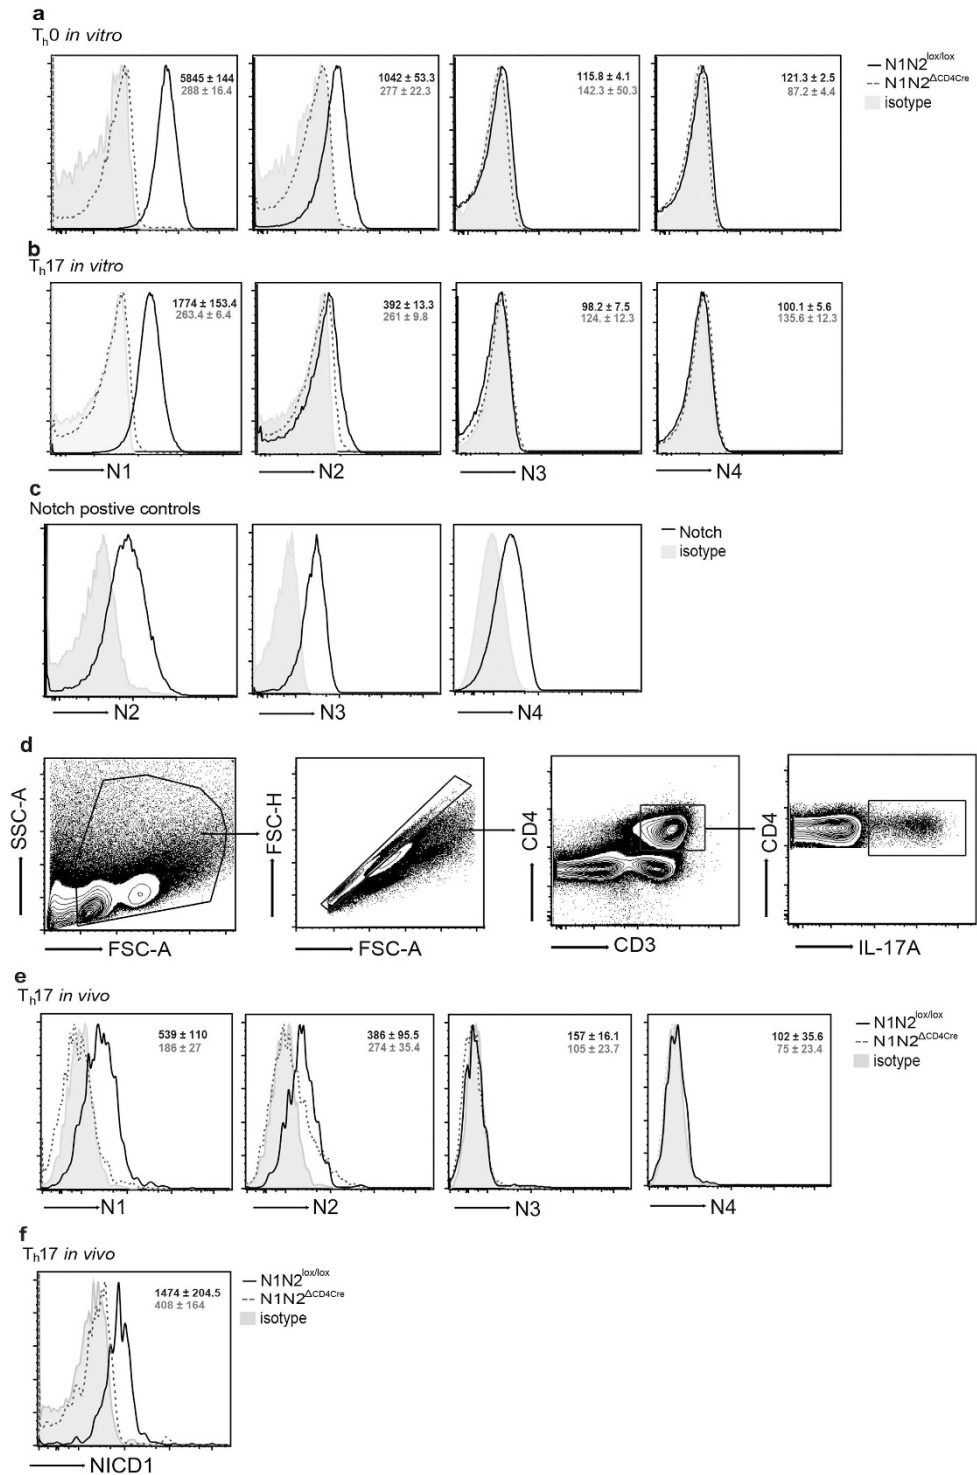 a
Th0 in vitro
5845 ± 144
288 ± 16.4
1042 ± 53.3
277 ± 22.3
115.8 ± 4.1
142.3 ± 50.3
121.3 ± 2.5
87.2 ± 4.4
N1N2lox/lox
N1N2ΔCD4Cre
isotype
b
Th17 in vitro
1774 ± 153.4
263.4 ± 6.4
392 ± 13.3
261 ± 9.8
98.2 ± 7.5
124. ± 12.3
100.1 ± 5.6
135.6 ± 12.3
N1
N2
N3
N4
c
Notch postive controls
Notch
isotype
N2
N3
N4
d
SSC-A
FSC-A
FSC-H
FSC-A
CD4
CD3
CD4
IL-17A
e
Th17 in vivo
539 ± 110
186 ± 27
386 ± 95.5
274 ± 35.4
157 ± 16.1
105 ± 23.7
102 ± 35.6
75 ± 23.4
N1N2lox/lox
N1N2ΔCD4Cre
isotype
N1
N2
N3
N4
f
Th17 in vivo
1474 ± 204.5
408 ± 164
N1N2lox/lox
N1N2ΔCD4Cre
isotype
NICD1